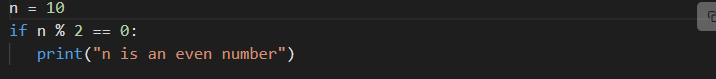 n = 10
if n % 2 == 0:
   print("n is an even number")